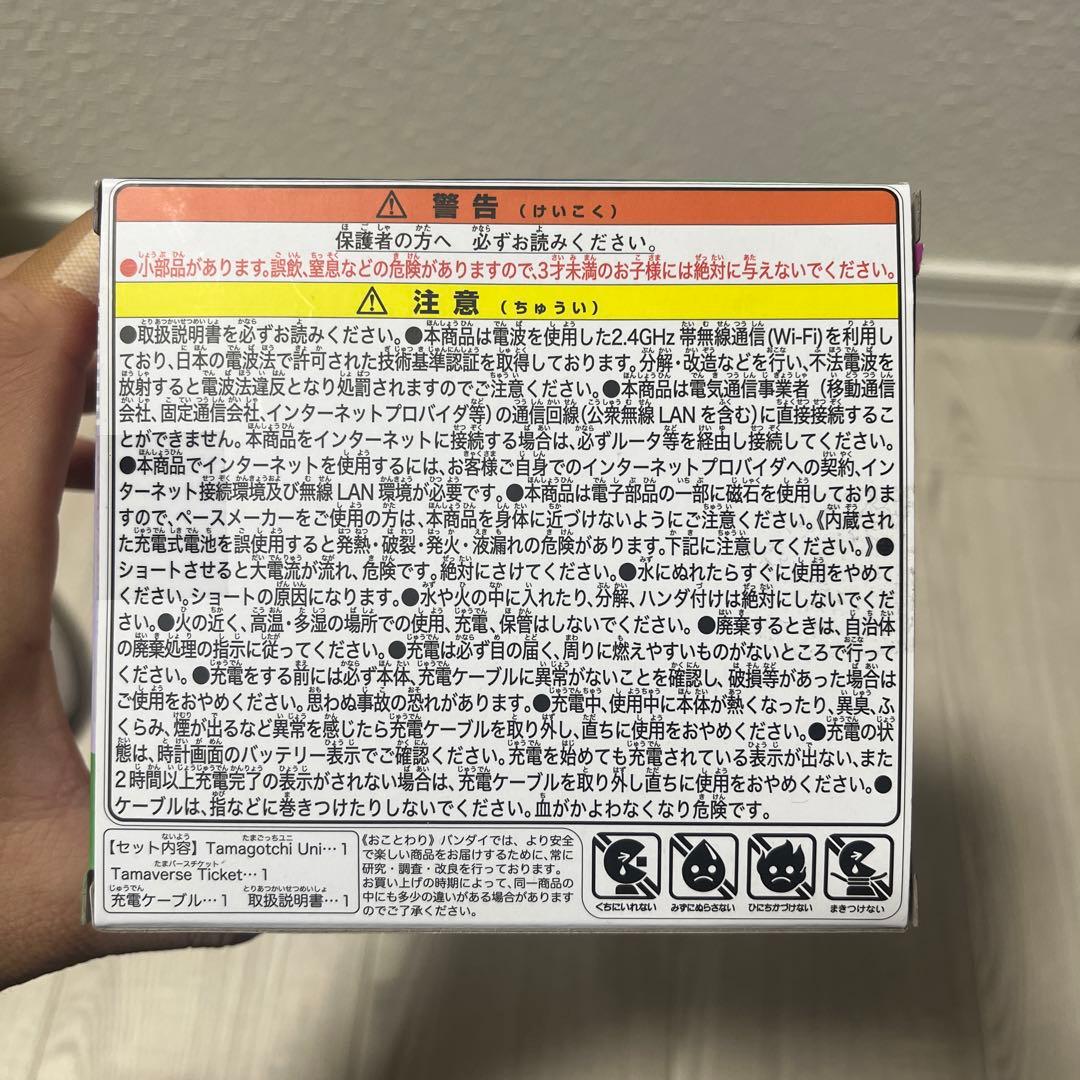 警告（けいこく）
保護者の方へ 必ずお読みください。
●小部品があります。誤飲、窒息などの危険がありますので、3才未満のお子様には絶対に与えないでください。
注意（ちゅうい）
●取扱説明書を必ずお読みください。●本商品は電波を使用した2.4GHz 帯無線通信(Wi-Fi)を利用し
ており、日本の電波法で許可された技術基準認証を取得しております。分解・改造などを行い、不法電波を
放射すると電波法違反となり処罰されますのでご注意ください。●本商品は電気通信事業者（移動通信
会社、固定通信会社、インターネットプロバイダ等)の通信回線(公衆無線 LAN を含む)に直接接続するこ
とができません。本商品をインターネットに接続する場合は、必ずルータ等を経由し接続してください。
●本商品でインターネットを使用するには、お客様ご自身でのインターネットプロバイダへの契約、イン
ターネット接続環境及び無線 LAN 環境が必要です。●本商品は電子部品の一部に磁石を使用しておりま
すので、ペースメーカーをご使用の方は、本商品を身体に近づけないようにご注意ください。《内蔵され
た充電式電池を誤使用すると発熱・破裂・発火・液漏れの危険があります。下記に注意してください。》●
ショートさせると大電流が流れ、危険です。絶対にさけてください。●水にぬれたらすぐに使用をやめて
ください。ショートの原因になります。●水や火の中に入れたり、分解、ハンダ付けは絶対にしないでくださ
い。●火の近く、高温・多湿の場所での使用、充電、保管はしないでください。●廃棄するときは、自治体
の廃棄処理の指示に従ってください。●充電は必ず目の届く、周りに燃えやすいものがないところで行って
ください。●充電をする前には必ず本体、充電ケーブルに異常がないことを確認し、破損等があった場合は
ご使用をおやめください。思わぬ事故の恐れがあります。●充電中、使用中に本体が熱くなったり、異臭、ふ
くらみ、煙が出るなど異常を感じたら充電ケーブルを取り外し、直ちに使用をおやめください。●充電の状
態は、時計画面のバッテリー表示でご確認ください。充電を始めても充電されている表示が出ない、また
2時間以上充電完了の表示がされない場合は、充電ケーブルを取り外し直ちに使用をおやめください。●
ケーブルは、指などに巻きつけたりしないでください。血がかよわなくなり危険です。
【セット内容】Tamagotchi Uni…1
Tamaverse Ticket…1
充電ケーブル…1 取扱説明書…1
《おことわり》バンダイでは、より安全
で楽しい商品をお届けするために、常に
研究・調査・改良を行っております。
お買い上げの時期によって、同一商品の
中にも多少の違いがある場合があります
のでご了承ください。
くちにいれない みずにぬらさない ひにちかづけない まきつけない